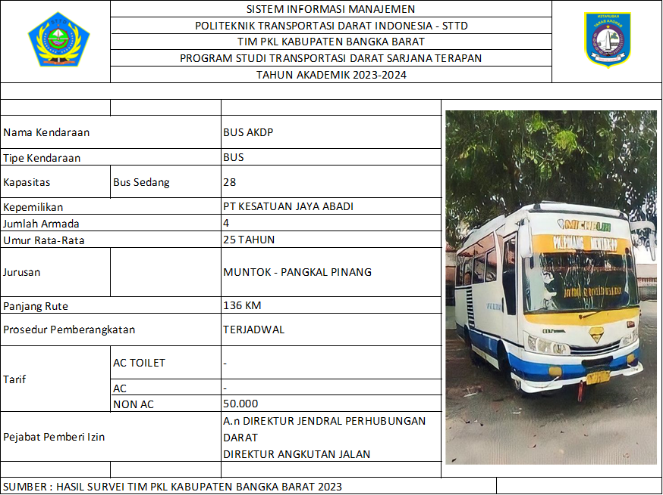 SISTEM INFORMASI MANAJEMEN
POLITEKNIK TRANSPORTASI DARAT INDONESIA - STTD
TIM PKL KABUPATEN BANGKA BARAT
PROGRAM STUDI TRANSPORTASI DARAT SARJANA TERAPAN
TAHUN AKADEMIK 2023-2024
Nama Kendaraan BUS AKDP
Tipe Kendaraan BUS
Kapasitas Bus Sedang 28
Kepemilikan PT KESATUAN JAYA ABADI
Jumlah Armada 4
Umur Rata-Rata 25 TAHUN
Jurusan MUNTOK - PANGKAL PINANG
Panjang Rute 136 KM
Prosedur Pemberangkatan TERJADWAL
Tarif
AC TOILET -
AC -
NON AC 50.000
Pejabat Pemberi Izin
A.n DIREKTUR JENDRAL PERHUBUNGAN
DARAT
DIREKTUR ANGKUTAN JALAN
SUMBER : HASIL SURVEI TIM PKL KABUPATEN BANGKA BARAT 2023